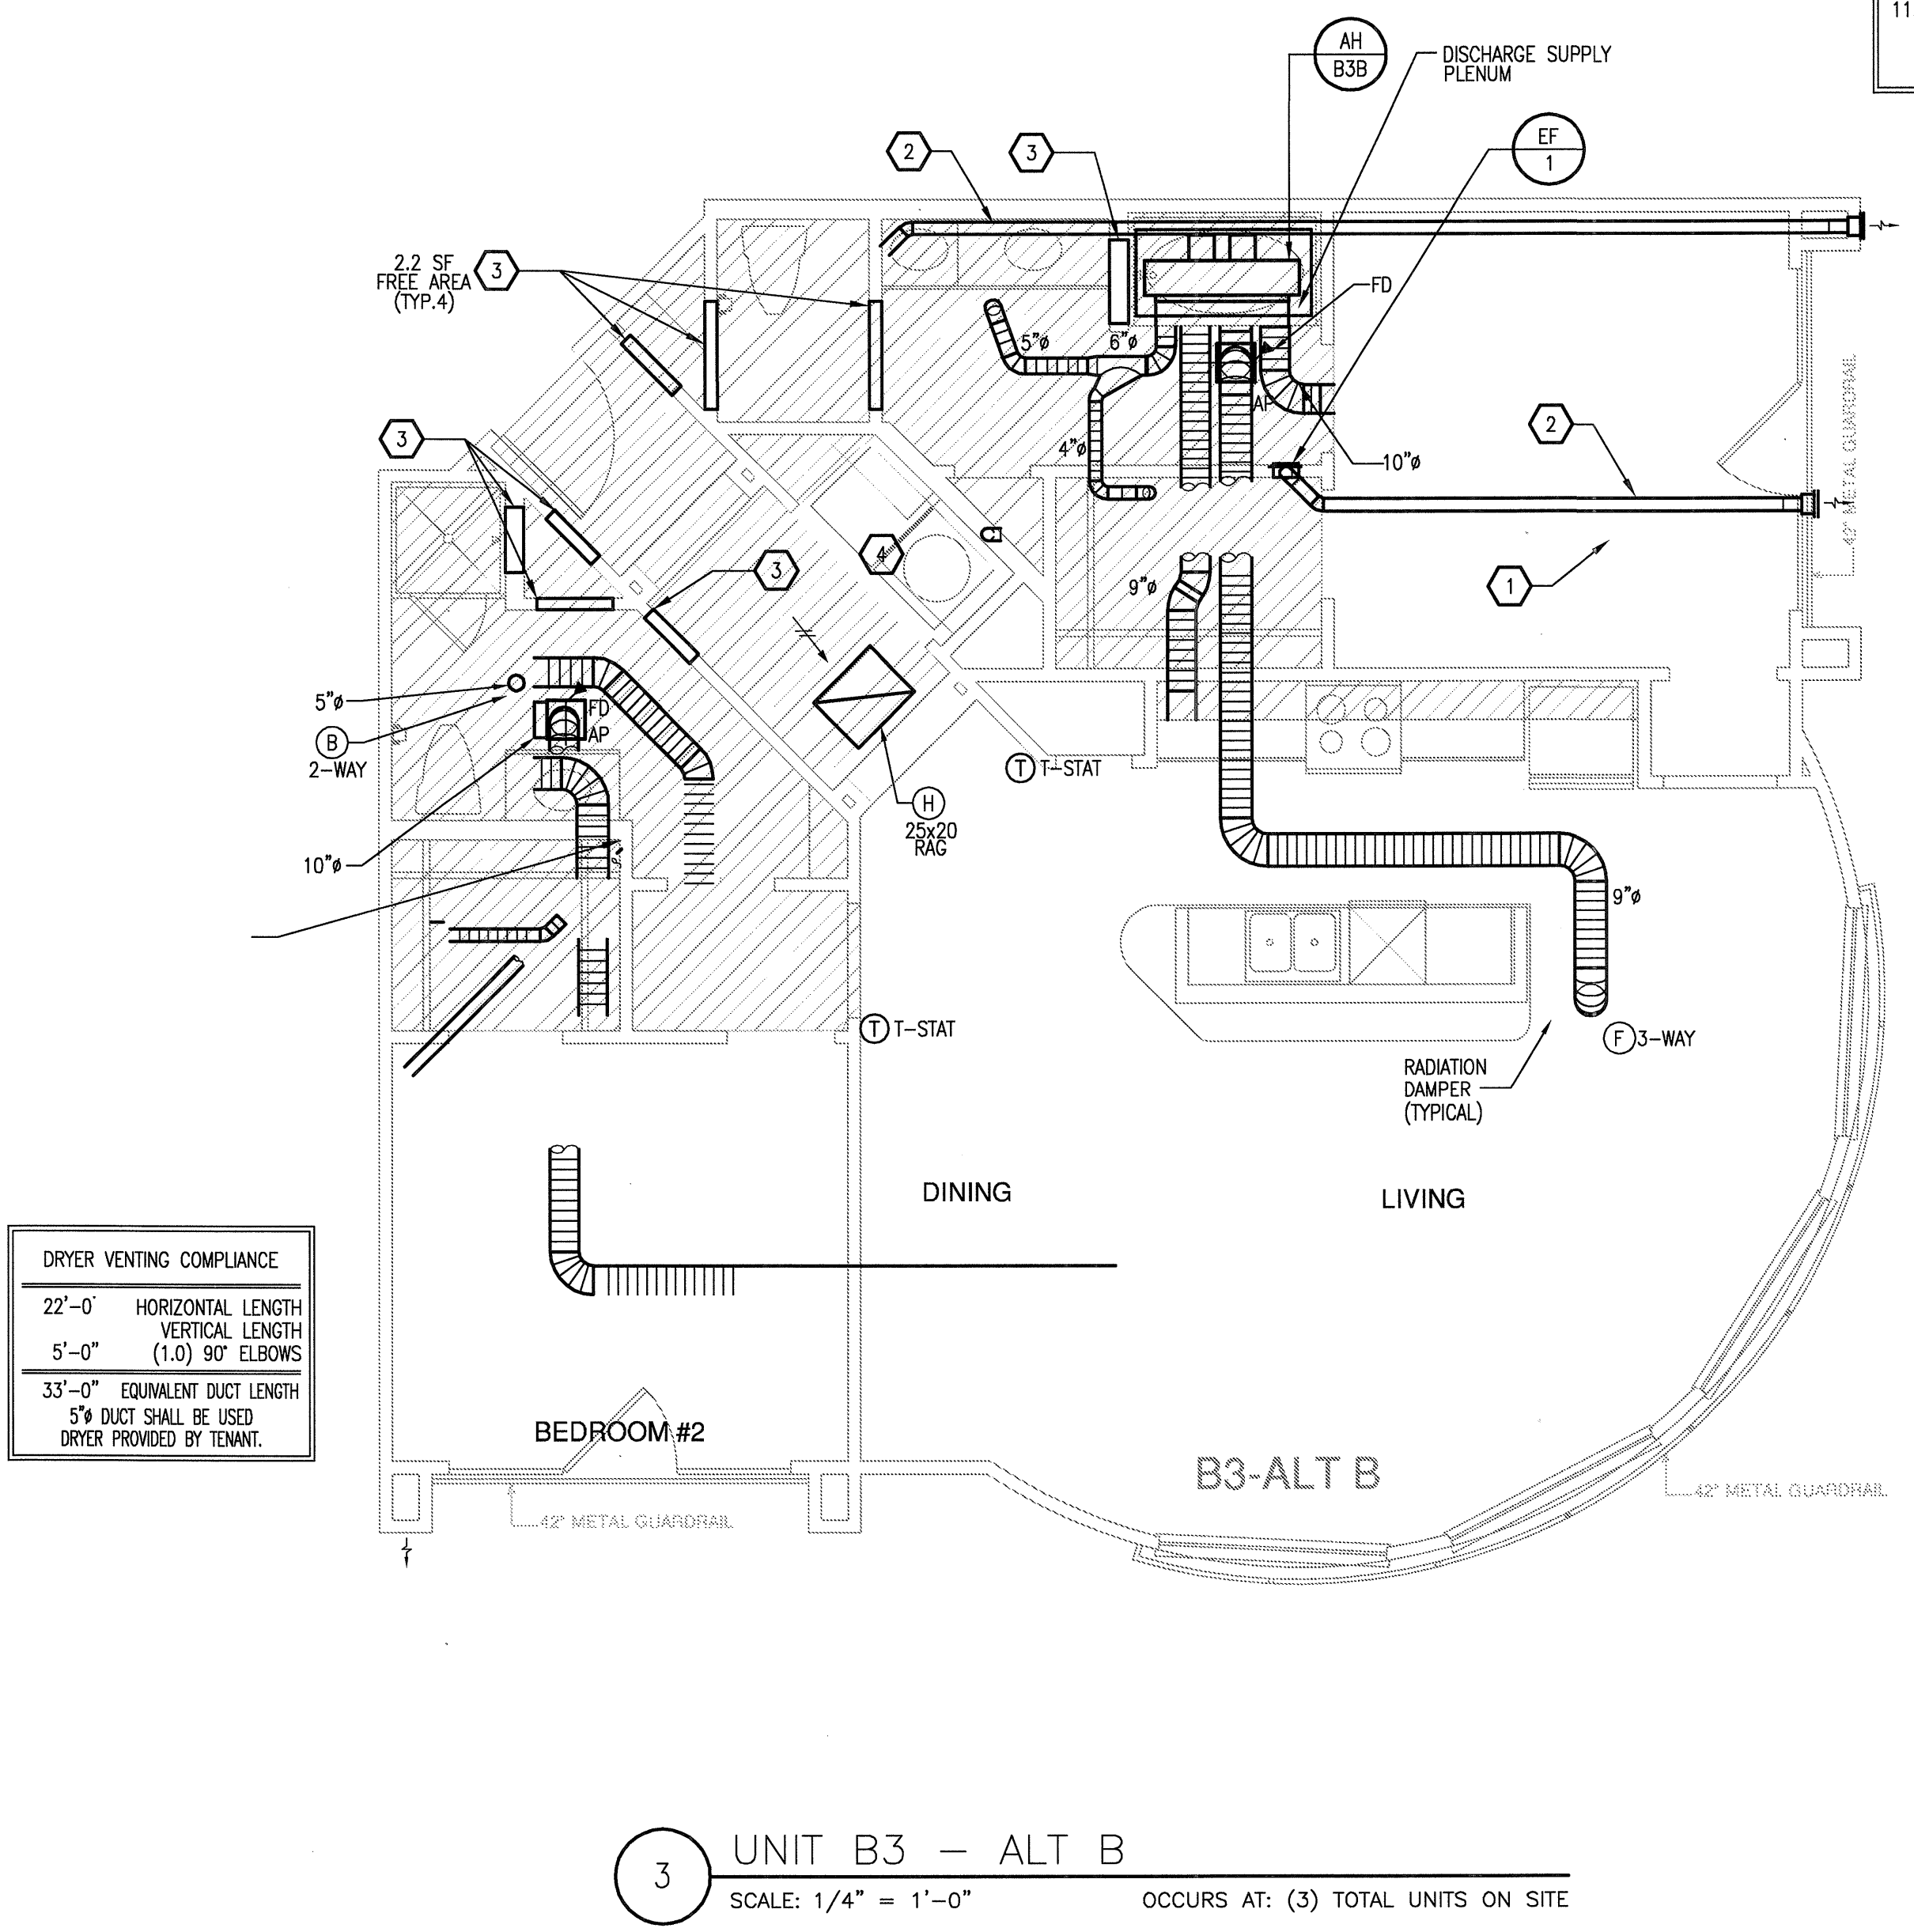 11
AH
B3B
DISCHARGE SUPPLY
PLENUM
EF
1
2
3
2.2 SF
FREE AREA
(TYP.4)
3
FD
5"ø
6"ø
AP
3
2
4"ø
10"ø
42" METAL GUARDRAIL
4
3
9"ø
1
5"ø
FD
AP
B
2-WAY
T T-STAT
H
25x20
RAG
10"ø
9"ø
T T-STAT
F 3-WAY
RADIATION
DAMPER
(TYPICAL)
DINING
LIVING
DRYER VENTING COMPLIANCE
22'-0" HORIZONTAL LENGTH
VERTICAL LENGTH
5'-0" (1.0) 90° ELBOWS
33'-0" EQUIVALENT DUCT LENGTH
5"ø DUCT SHALL BE USED
DRYER PROVIDED BY TENANT.
BEDROOM #2
B3-ALT B
42" METAL GUARDRAIL
42" METAL GUARDRAIL
3
UNIT B3 - ALT B
SCALE: 1/4" = 1'-0" OCCURS AT: (3) TOTAL UNITS ON SITE